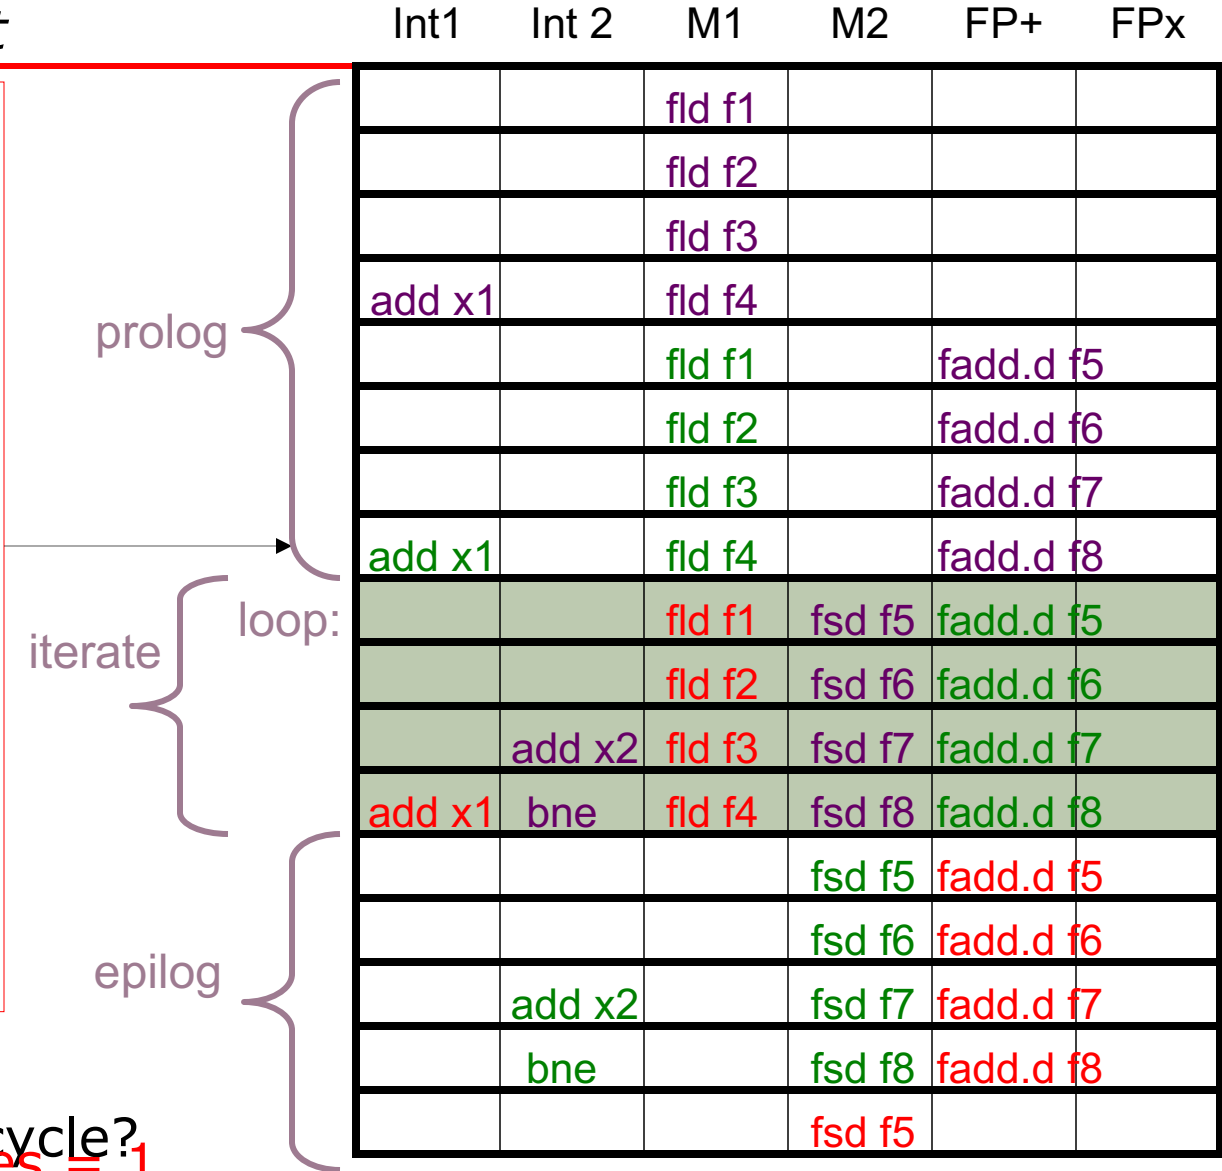 t Int1 Int 2 M1 M2 FP+ FPx
fld f1
fld f2
fld f3
add x1 fld f4
prolog
fld f1 fadd.d f5
fld f2 fadd.d f6
fld f3 fadd.d f7
add x1 fld f4 fadd.d f8
loop: fld f1 fsd f5 fadd.d f5
iterate
fld f2 fsd f6 fadd.d f6
add x2 fld f3 fsd f7 fadd.d f7
add x1 bne fld f4 fsd f8 fadd.d f8
fsd f5 fadd.d f5
fsd f6 fadd.d f6
epilog
add x2 fsd f7 fadd.d f7
bne fsd f8 fadd.d f8
fsd f5
cycle?
es = 1